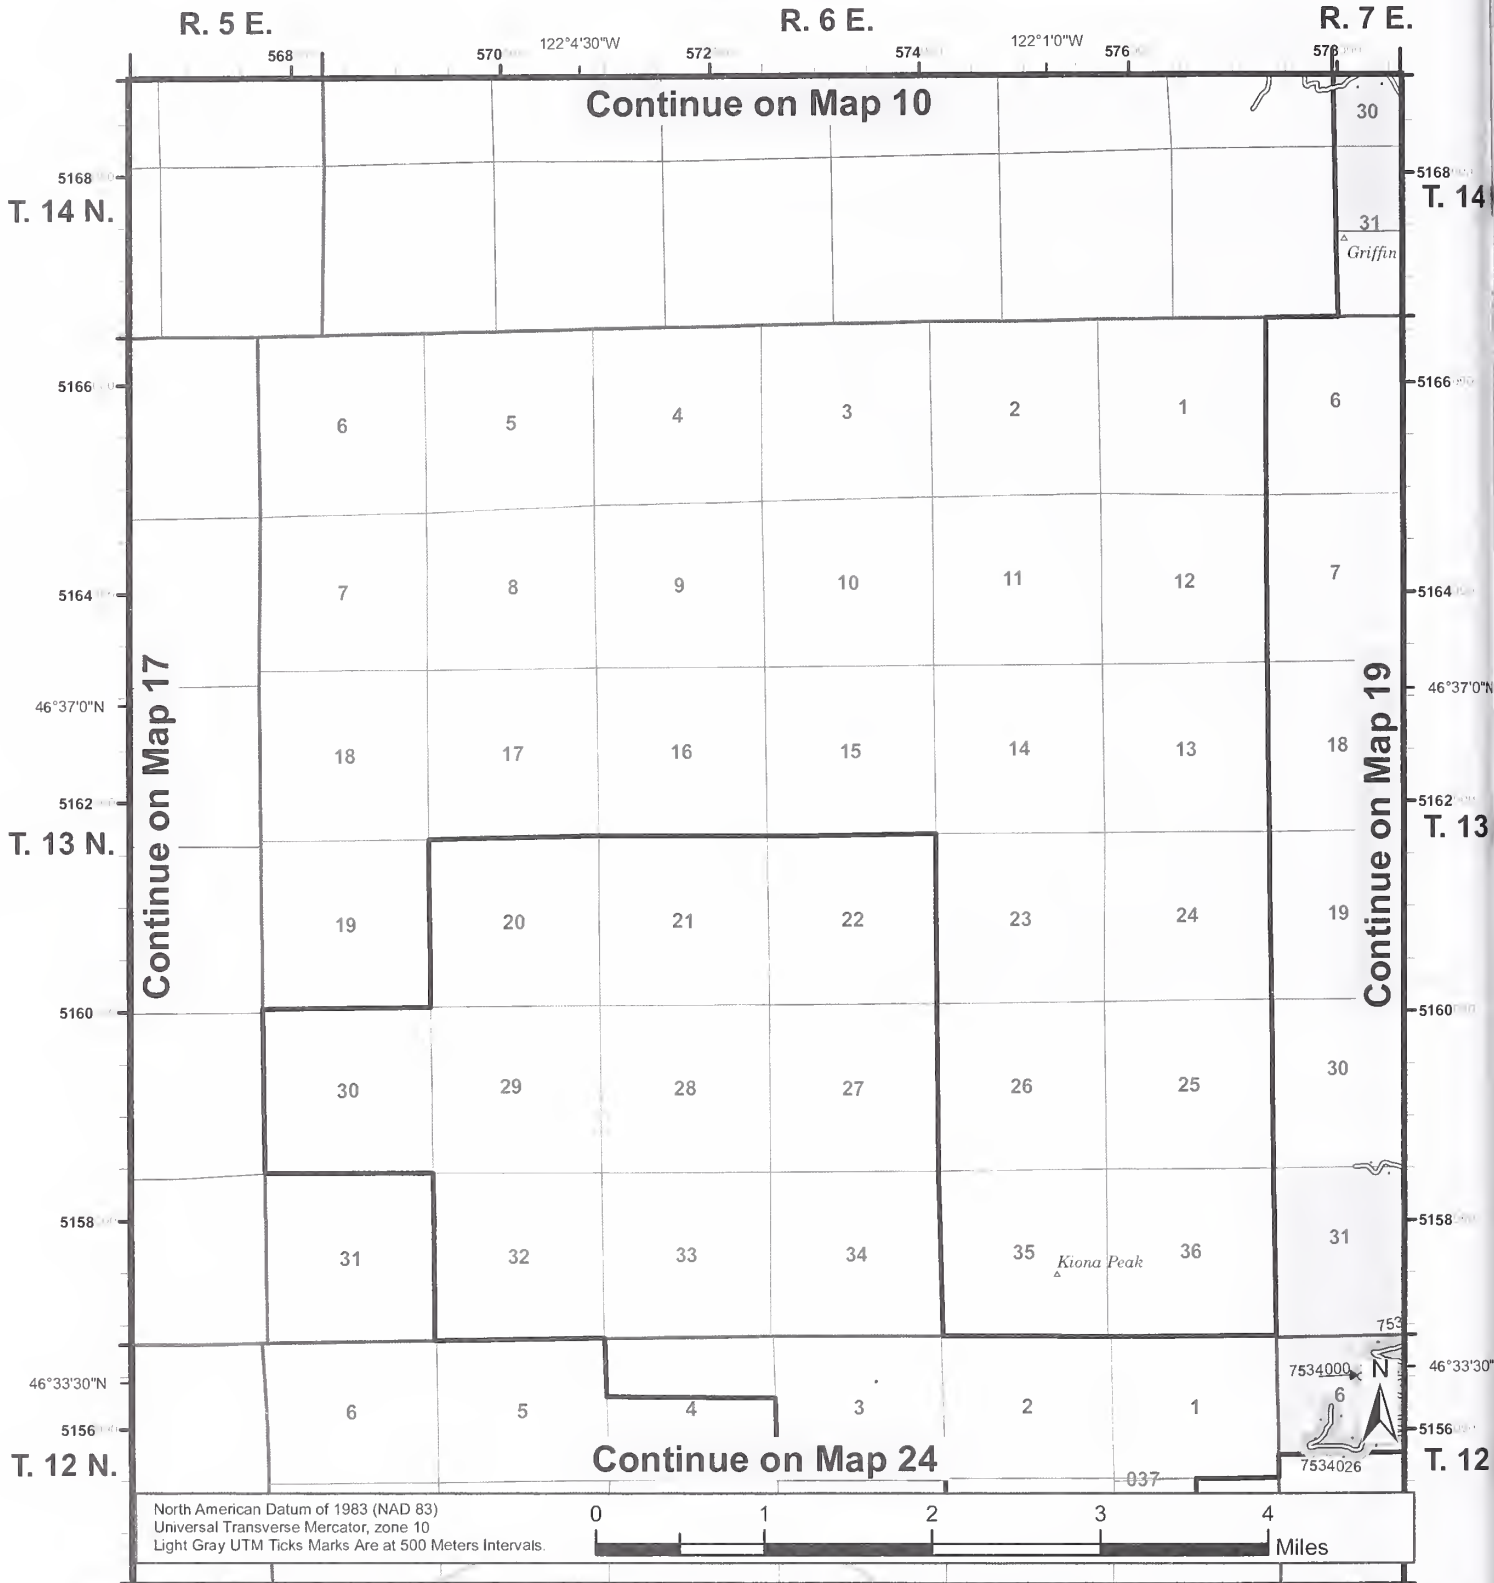 R. 5 E. R. 6 E. R. 7 E.
568 570 122°4'30"W 572 574 122°1'0"W 576 578
Continue on Map 10
30
5168 5168
T. 14 N. T. 14
31
Griffin
5166 5166
6 5 4 3 2 1 6
7 8 9 10 11 12 7
5164 5164
Continue on Map 17
Continue on Map 19
46°37'0"N 46°37'0"N
18 17 16 15 14 13 18
5162 5162
T. 13 N. T. 13
19 20 21 22 23 24 19
5160 5160
30 29 28 27 26 25 30
5158 5158
31 32 33 34 35 36 31
Kiona Peak
753
46°33'30"N 7534000 N 46°33'30"
6 5 4 3 2 1 6
5156 5156
T. 12 N. Continue on Map 24 7534026 T. 12
037
North American Datum of 1983 (NAD 83)
Universal Transverse Mercator, zone 10
Light Gray UTM Ticks Marks Are at 500 Meters Intervals.
0 1 2 3 4
Miles